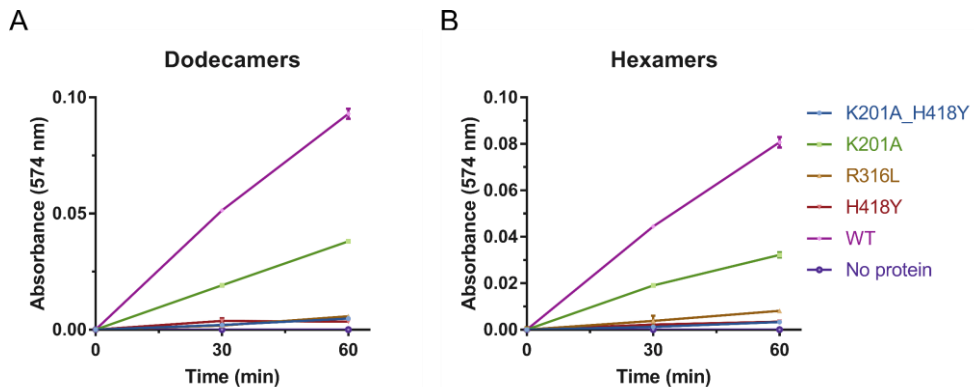 A
Dodecamers
Absorbance (574 nm)
0.10
0.05
0.00
0
30
60
Time (min)
B
Hexamers
Absorbance (574 nm)
0.10
0.08
0.06
0.04
0.02
0.00
0
30
60
Time (min)
K201A_H418Y
K201A
R316L
H418Y
WT
No protein